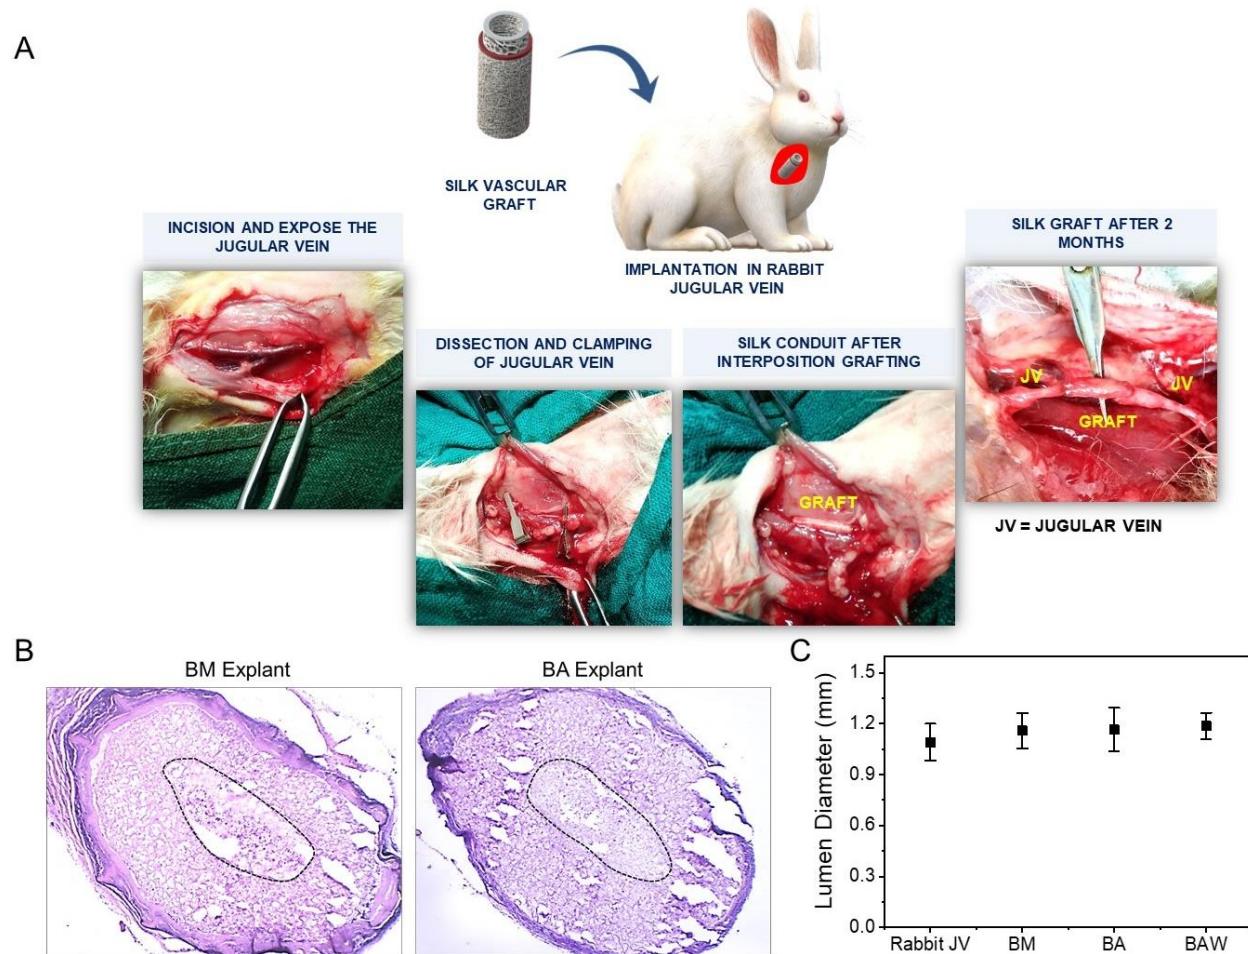 A
SILK VASCULAR
GRAFT
IMPLANTATION IN RABBIT
JUGULAR VEIN
INCISION AND EXPOSE THE
JUGULAR VEIN
DISSECTION AND CLAMPING
OF JUGULAR VEIN
SILK CONDUIT AFTER
INTERPOSITION GRAFTING
GRAFT
SILK GRAFT AFTER 2
MONTHS
JV
JV
GRAFT
JV = JUGULAR VEIN
B
BM Explant
BA Explant
C
Lumen Diameter (mm)
1.5
1.2
0.9
0.6
0.3
0.0
Rabbit JV BM BA BAW